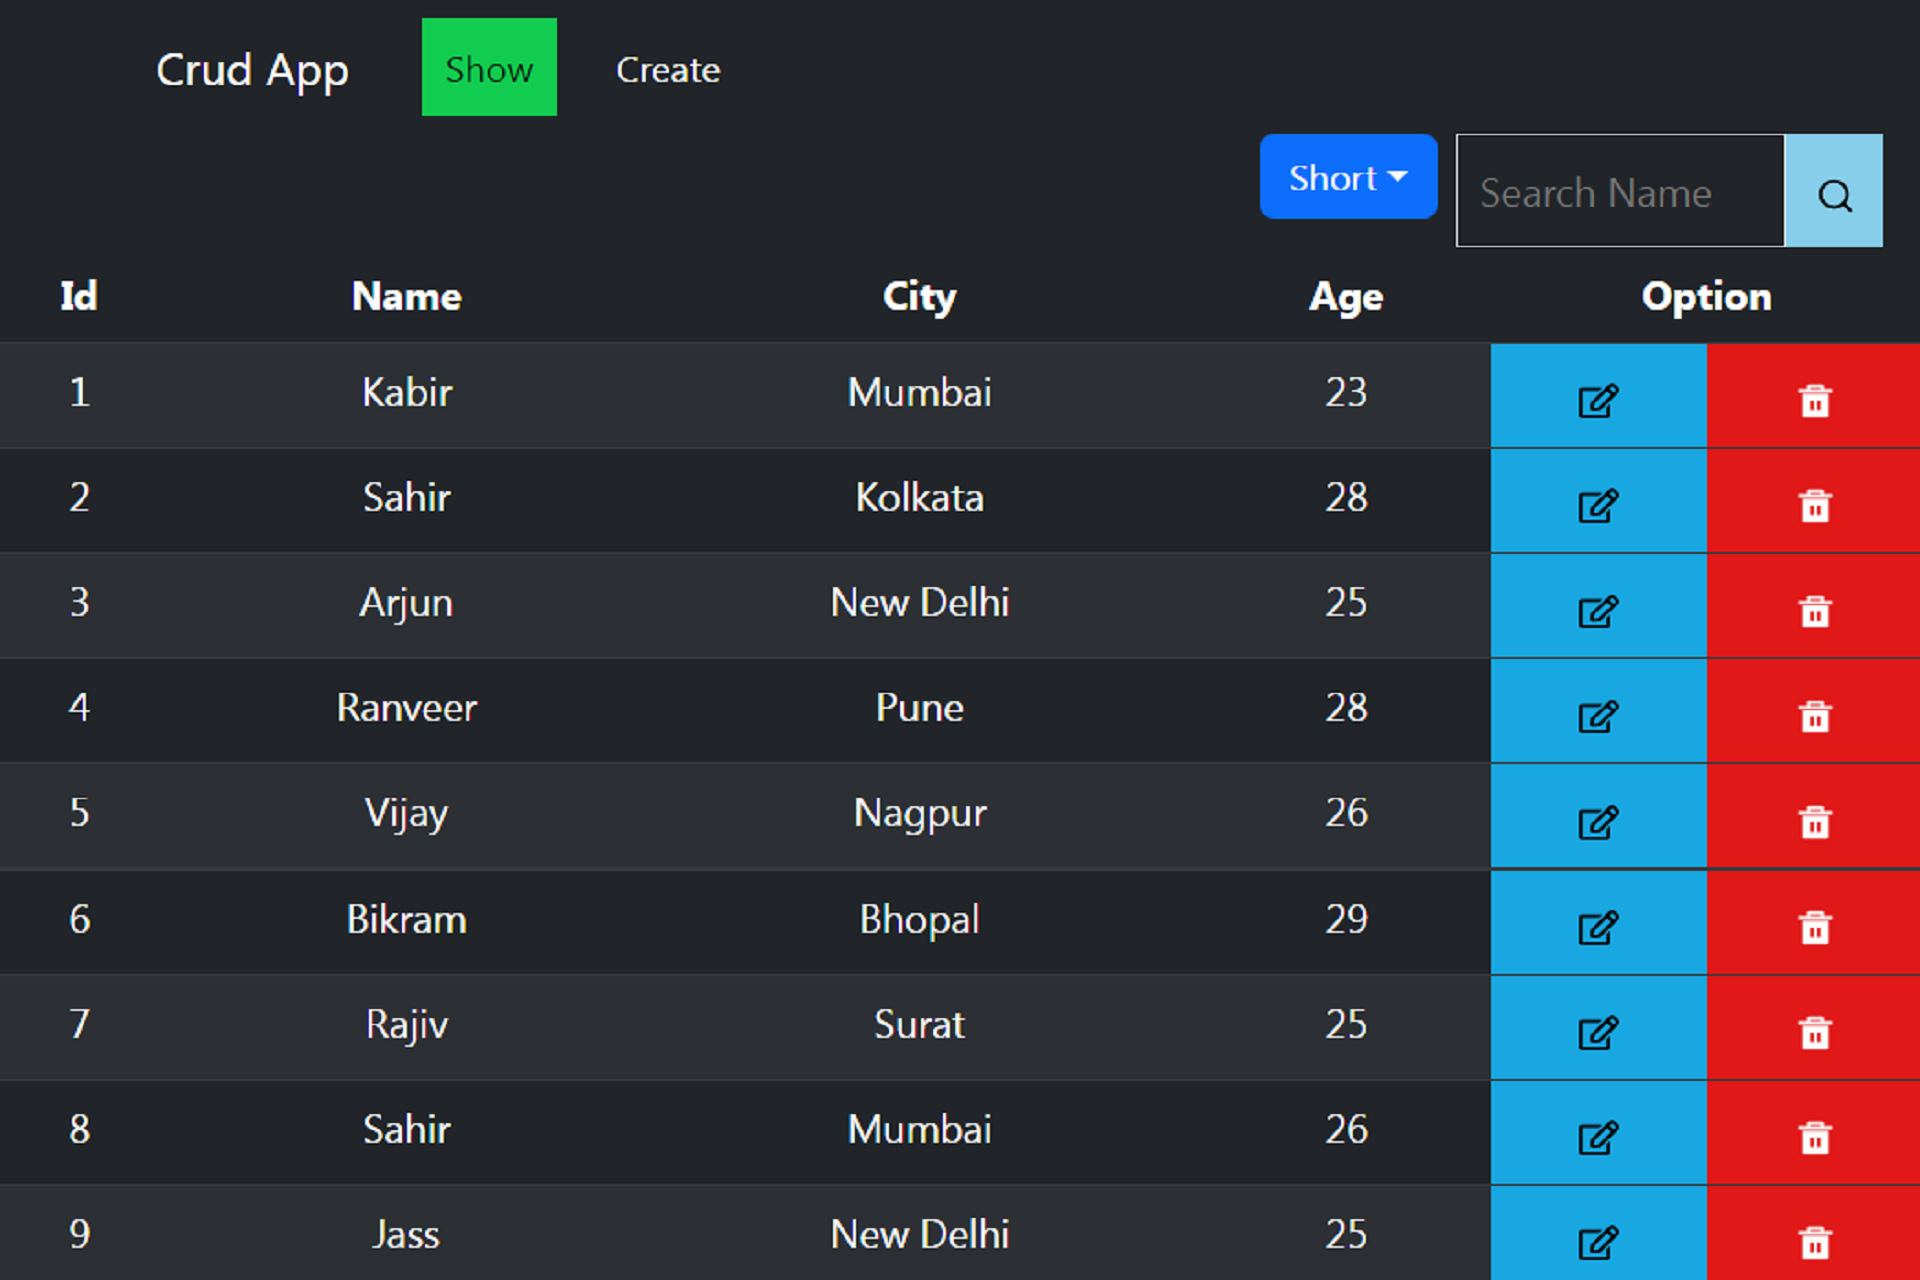 Crud App Show Create
Short Search Name
Id Name City Age Option
1 Kabir Mumbai 23
2 Sahir Kolkata 28
3 Arjun New Delhi 25
4 Ranveer Pune 28
5 Vijay Nagpur 26
6 Bikram Bhopal 29
7 Rajiv Surat 25
8 Sahir Mumbai 26
9 Jass New Delhi 25